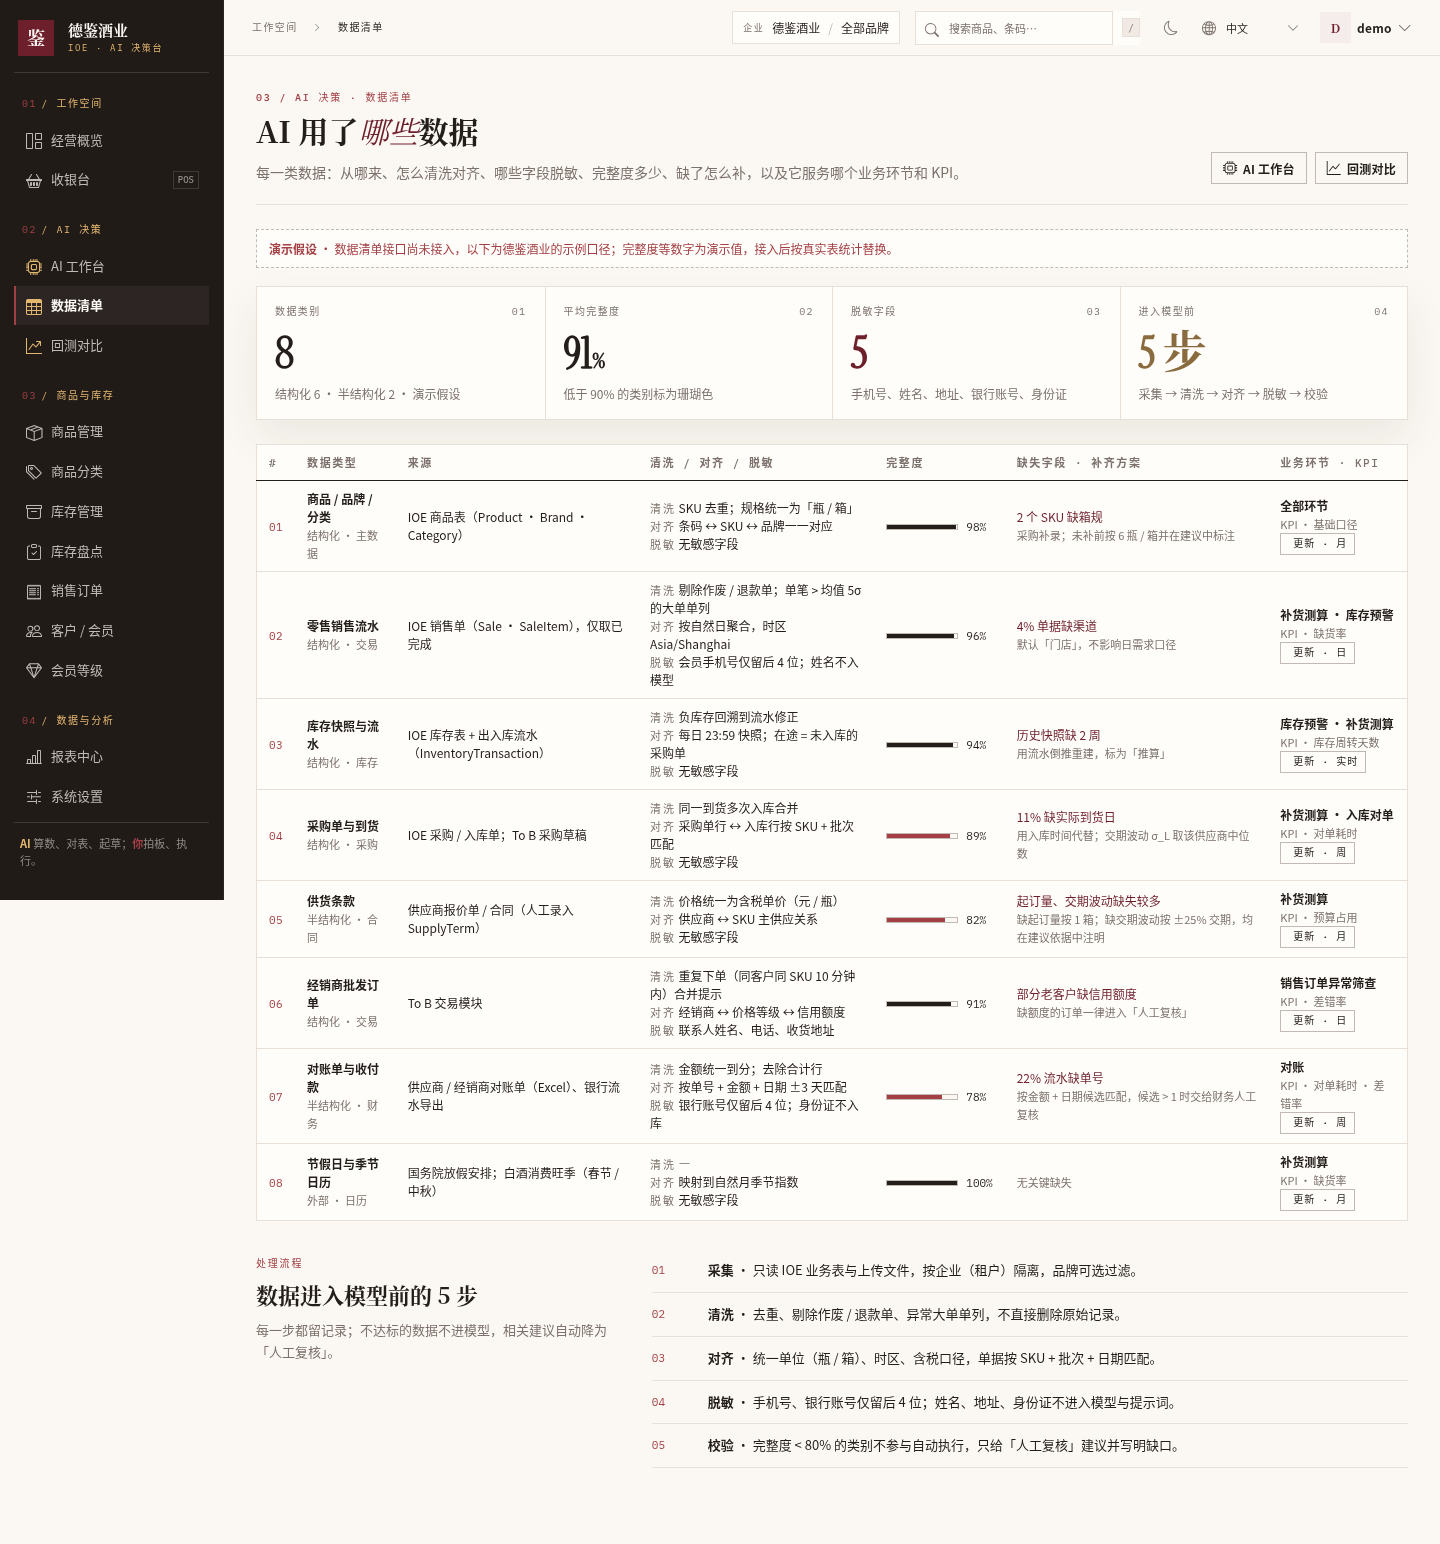 鉴
德鉴酒业
IOE · AI 决策台
01 / 工作空间
经营概览
收银台
POS
02 / AI 决策
AI 工作台
数据清单
回测对比
03 / 商品与库存
商品管理
商品分类
库存管理
库存盘点
销售订单
客户 / 会员
会员等级
04 / 数据与分析
报表中心
系统设置
AI 算数、对表、起草；你拍板、执
行。
工作空间 > 数据清单
企业 德鉴酒业 / 全部品牌
搜索商品、条码…
/
中文
D demo
03 / AI 决策 · 数据清单
AI 用了哪些数据
每一类数据：从哪来、怎么清洗对齐、哪些字段脱敏、完整度多少、缺了怎么补，以及它服务哪个业务环节和 KPI。
AI 工作台
回测对比
演示假设 · 数据清单接口尚未接入，以下为德鉴酒业的示例口径；完整度等数字为演示值，接入后按真实表统计替换。
数据类别 01
8
结构化 6 · 半结构化 2 · 演示假设
平均完整度 02
91%
低于 90% 的类别标为珊瑚色
脱敏字段 03
5
手机号、姓名、地址、银行账号、身份证
进入模型前 04
5 步
采集 → 清洗 → 对齐 → 脱敏 → 校验
# 数据类型 来源 清洗 / 对齐 / 脱敏 完整度 缺失字段 · 补齐方案 业务环节 · KPI
01
商品 / 品牌 /
分类
结构化 · 主数
据
IOE 商品表（Product · Brand ·
Category）
清洗 SKU 去重；规格统一为「瓶 / 箱」
对齐 条码 ↔ SKU ↔ 品牌一一对应
脱敏 无敏感字段
98%
2 个 SKU 缺箱规
采购补录；未补前按 6 瓶 / 箱并在建议中标注
全部环节
KPI · 基础口径
更新 · 月
02
零售销售流水
结构化 · 交易
IOE 销售单（Sale · SaleItem），仅取已
完成
清洗 剔除作废 / 退款单；单笔 > 均值 5σ
的大单单列
对齐 按自然日聚合，时区
Asia/Shanghai
脱敏 会员手机号仅留后 4 位；姓名不入
模型
96%
4% 单据缺渠道
默认「门店」，不影响日需求口径
补货测算 · 库存预警
KPI · 缺货率
更新 · 日
03
库存快照与流
水
结构化 · 库存
IOE 库存表 + 出入库流水
（InventoryTransaction）
清洗 负库存回溯到流水修正
对齐 每日 23:59 快照；在途 = 未入库的
采购单
脱敏 无敏感字段
94%
历史快照缺 2 周
用流水倒推重建，标为「推算」
库存预警 · 补货测算
KPI · 库存周转天数
更新 · 实时
04
采购单与到货
结构化 · 采购
IOE 采购 / 入库单；To B 采购草稿
清洗 同一到货多次入库合并
对齐 采购单行 ↔ 入库行按 SKU + 批次
匹配
脱敏 无敏感字段
89%
11% 缺实际到货日
用入库时间代替；交期波动 σ_L 取该供应商中位
数
补货测算 · 入库对单
KPI · 对单耗时
更新 · 周
05
供货条款
半结构化 · 合
同
供应商报价单 / 合同（人工录入
SupplyTerm）
清洗 价格统一为含税单价（元 / 瓶）
对齐 供应商 ↔ SKU 主供应关系
脱敏 无敏感字段
82%
起订量、交期波动缺失较多
缺起订量按 1 箱；缺交期波动按 ±25% 交期，均
在建议依据中注明
补货测算
KPI · 预算占用
更新 · 月
06
经销商批发订
单
结构化 · 交易
To B 交易模块
清洗 重复下单（同客户同 SKU 10 分钟
内）合并提示
对齐 经销商 ↔ 价格等级 ↔ 信用额度
脱敏 联系人姓名、电话、收货地址
91%
部分老客户缺信用额度
缺额度的订单一律进入「人工复核」
销售订单异常筛查
KPI · 差错率
更新 · 日
07
对账单与收付
款
半结构化 · 财
务
供应商 / 经销商对账单（Excel）、银行流
水导出
清洗 金额统一到分；去除合计行
对齐 按单号 + 金额 + 日期 ±3 天匹配
脱敏 银行账号仅留后 4 位；身份证不入
库
78%
22% 流水缺单号
按金额 + 日期候选匹配，候选 > 1 时交给财务人工
复核
对账
KPI · 对单耗时 · 差
错率
更新 · 周
08
节假日与季节
日历
外部 · 日历
国务院放假安排；白酒消费旺季（春节 /
中秋）
清洗 —
对齐 映射到自然月季节指数
脱敏 无敏感字段
100%
无关键缺失
补货测算
KPI · 缺货率
更新 · 月
处理流程
数据进入模型前的 5 步
每一步都留记录；不达标的数据不进模型，相关建议自动降为
「人工复核」。
01 采集 · 只读 IOE 业务表与上传文件，按企业（租户）隔离，品牌可选过滤。
02 清洗 · 去重、剔除作废 / 退款单、异常大单单列，不直接删除原始记录。
03 对齐 · 统一单位（瓶 / 箱）、时区、含税口径，单据按 SKU + 批次 + 日期匹配。
04 脱敏 · 手机号、银行账号仅留后 4 位；姓名、地址、身份证不进入模型与提示词。
05 校验 · 完整度 < 80% 的类别不参与自动执行，只给「人工复核」建议并写明缺口。